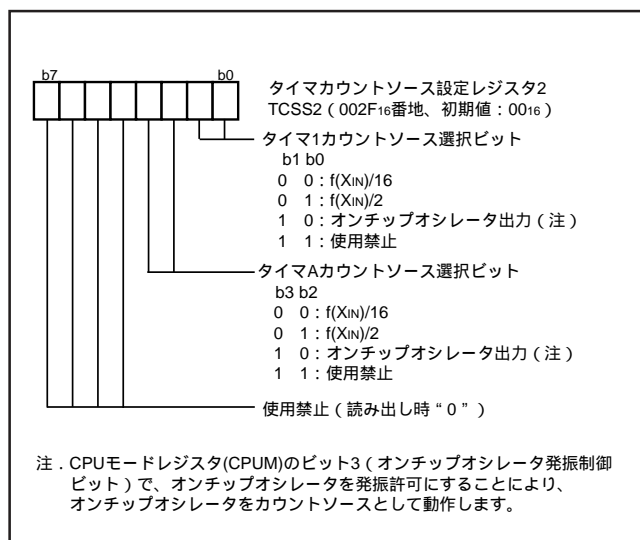 b7 b0
タイマカウントソース設定レジスタ2
TCSS2（002F16番地、初期値：0016）
タイマ1カウントソース選択ビット
b1 b0
0 0：f(XIN)/16
0 1：f(XIN)/2
1 0：オンチップオシレータ出力（注）
1 1：使用禁止
タイマAカウントソース選択ビット
b3 b2
0 0：f(XIN)/16
0 1：f(XIN)/2
1 0：オンチップオシレータ出力（注）
1 1：使用禁止
使用禁止（読み出し時“0”）
注．CPUモードレジスタ(CPUM)のビット3（オンチップオシレータ発振制御
ビット）で、オンチップオシレータを発振許可にすることにより、
オンチップオシレータをカウントソースとして動作します。